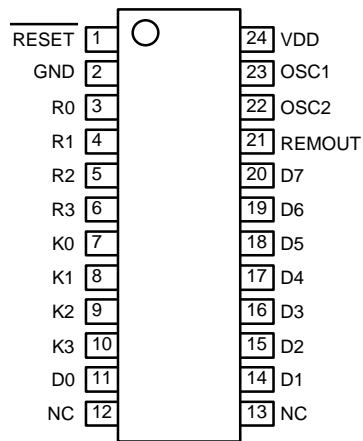 RESET 1 24 VDD
GND 2 23 OSC1
R0 3 22 OSC2
R1 4 21 REMOUT
R2 5 20 D7
R3 6 19 D6
K0 7 18 D5
K1 8 17 D4
K2 9 16 D3
K3 10 15 D2
D0 11 14 D1
NC 12 13 NC